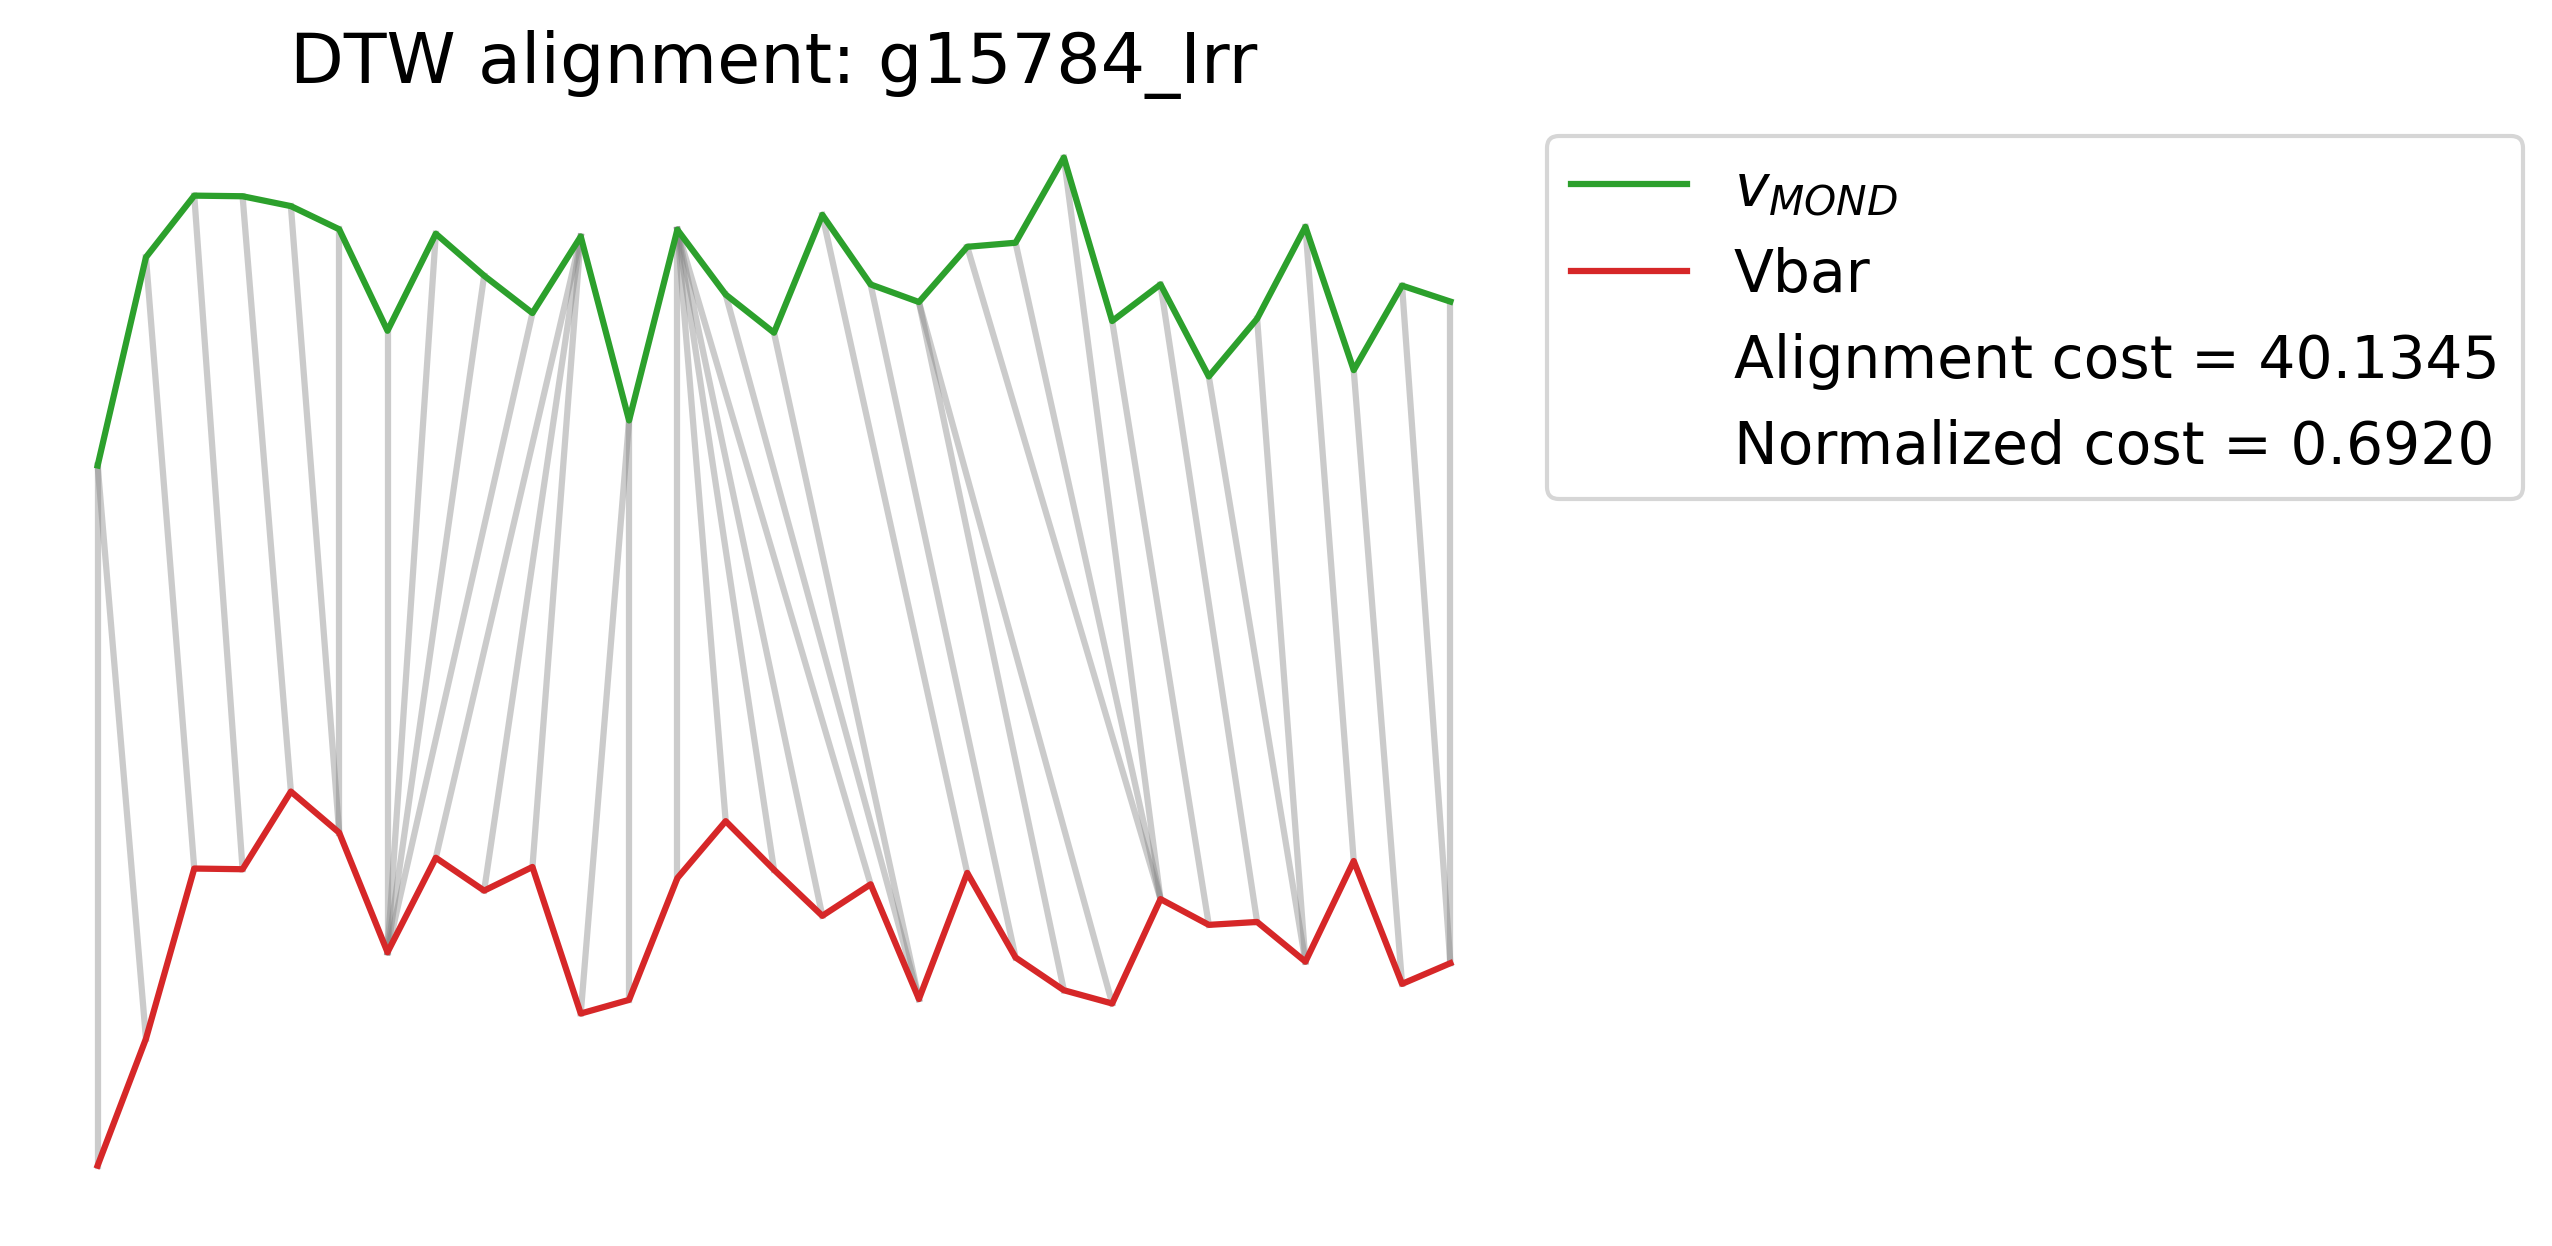 DTW alignment: g15784_Irr
v_MOND
Vbar
Alignment cost = 40.1345
Normalized cost = 0.6920